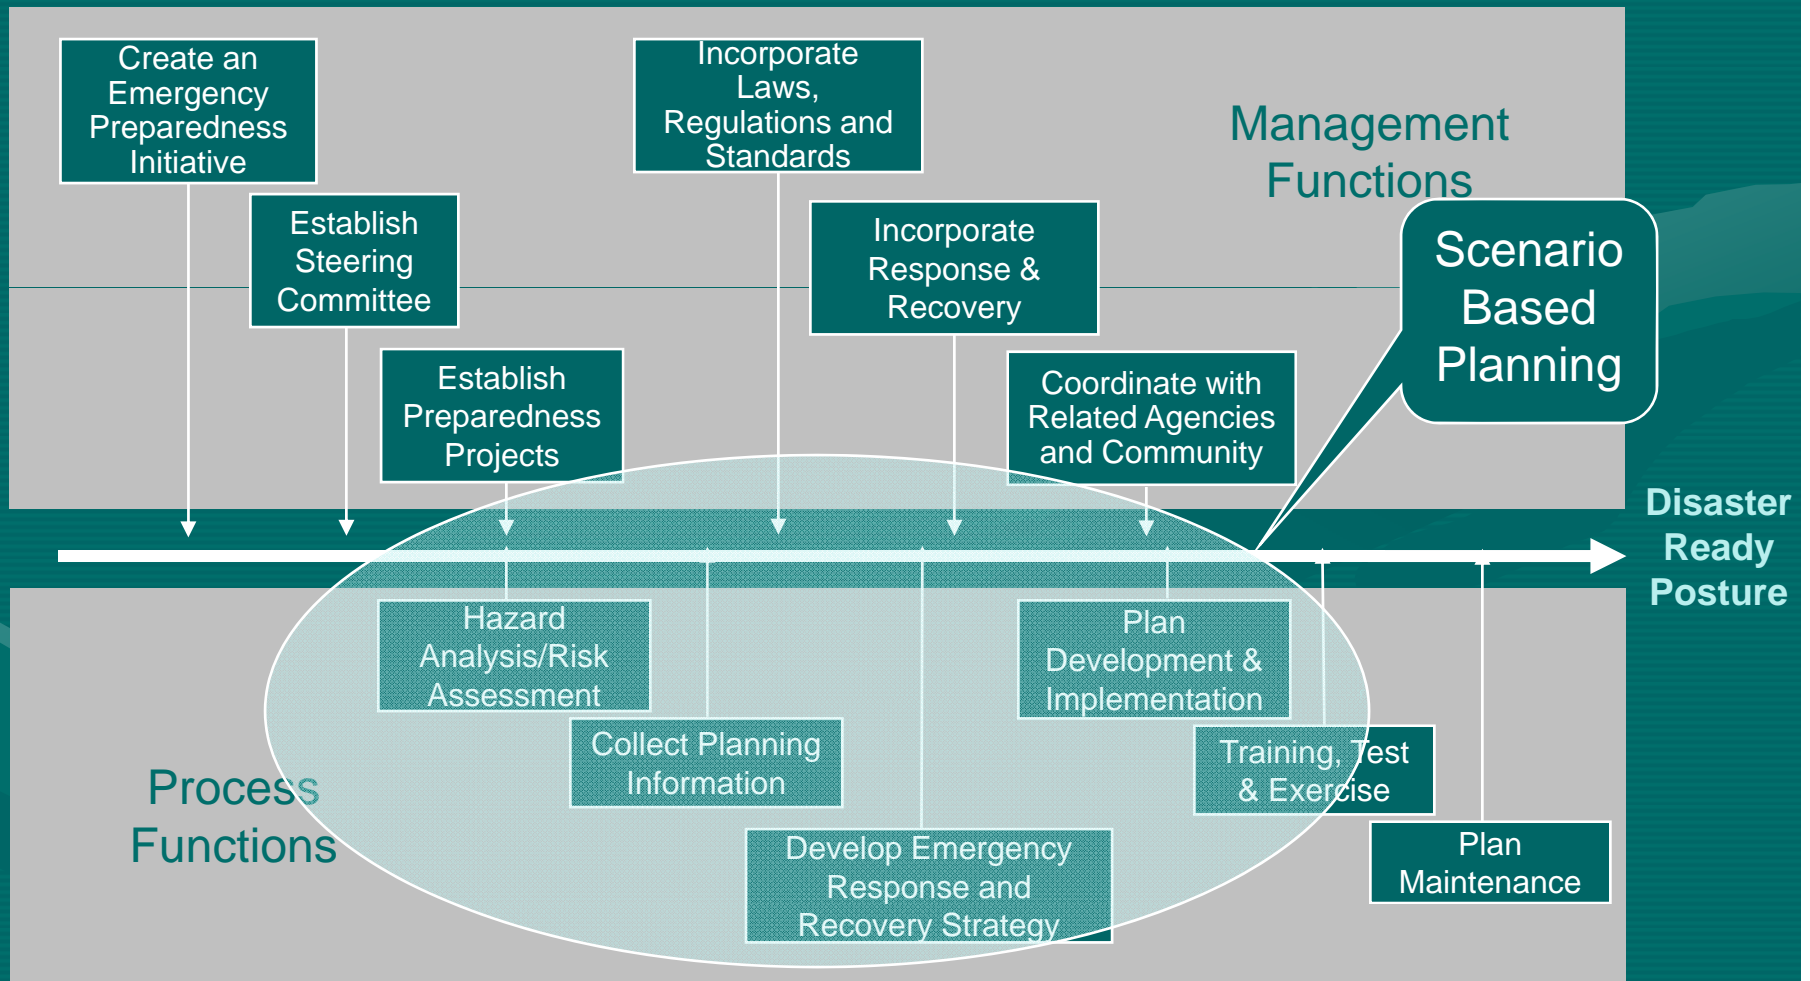 Create an
Emergency
Preparedness
Initiative
Incorporate
Laws,
Regulations and
Standards
Management
Functions
Establish
Steering
Committee
Incorporate
Response &
Recovery
Scenario
Based
Planning
Establish
Preparedness
Projects
Coordinate with
Related Agencies
and Community
Disaster
Ready
Posture
Hazard
Analysis/Risk
Assessment
Plan
Development &
Implementation
Collect Planning
Information
Training, Test
& Exercise
Process
Functions
Develop Emergency
Response and
Recovery Strategy
Plan
Maintenance